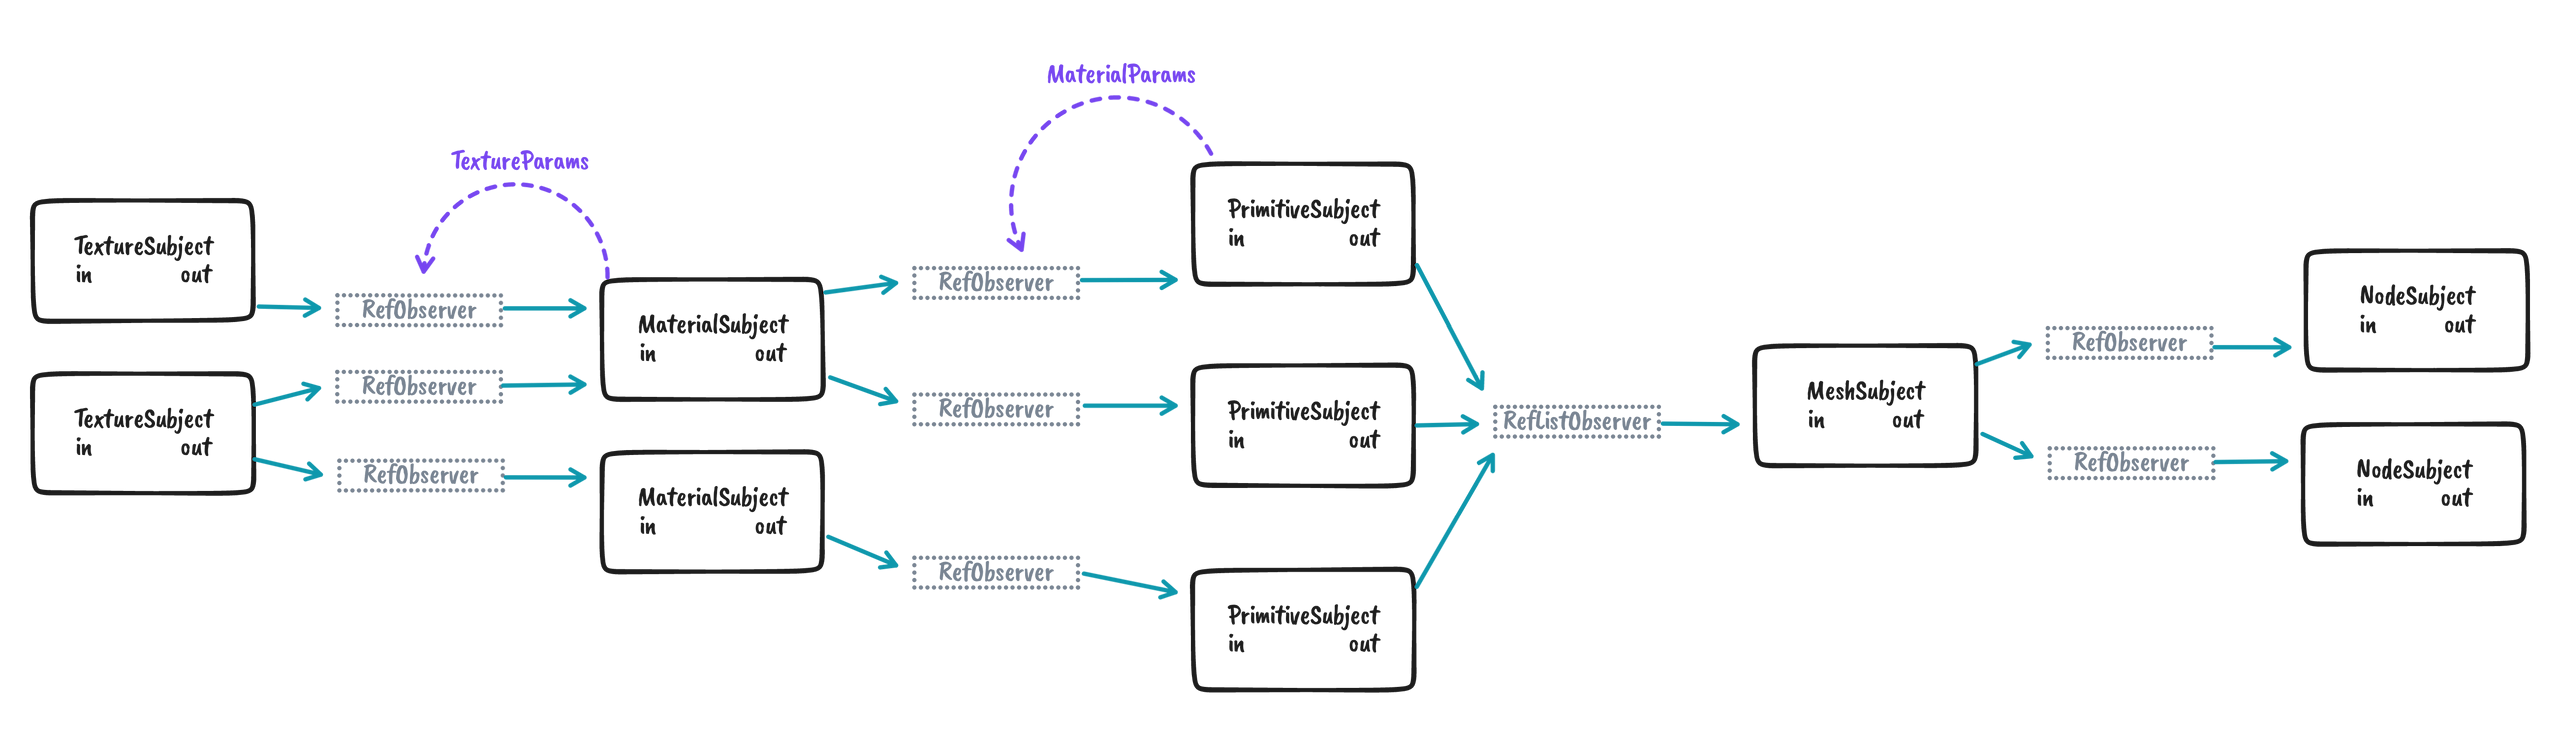 MaterialParams
TextureParams
TextureSubject
in out
RefObserver
TextureSubject
in out
RefObserver
RefObserver
MaterialSubject
in out
MaterialSubject
in out
RefObserver
RefObserver
RefObserver
PrimitiveSubject
in out
PrimitiveSubject
in out
PrimitiveSubject
in out
RefListObserver
MeshSubject
in out
RefObserver
RefObserver
NodeSubject
in out
NodeSubject
in out